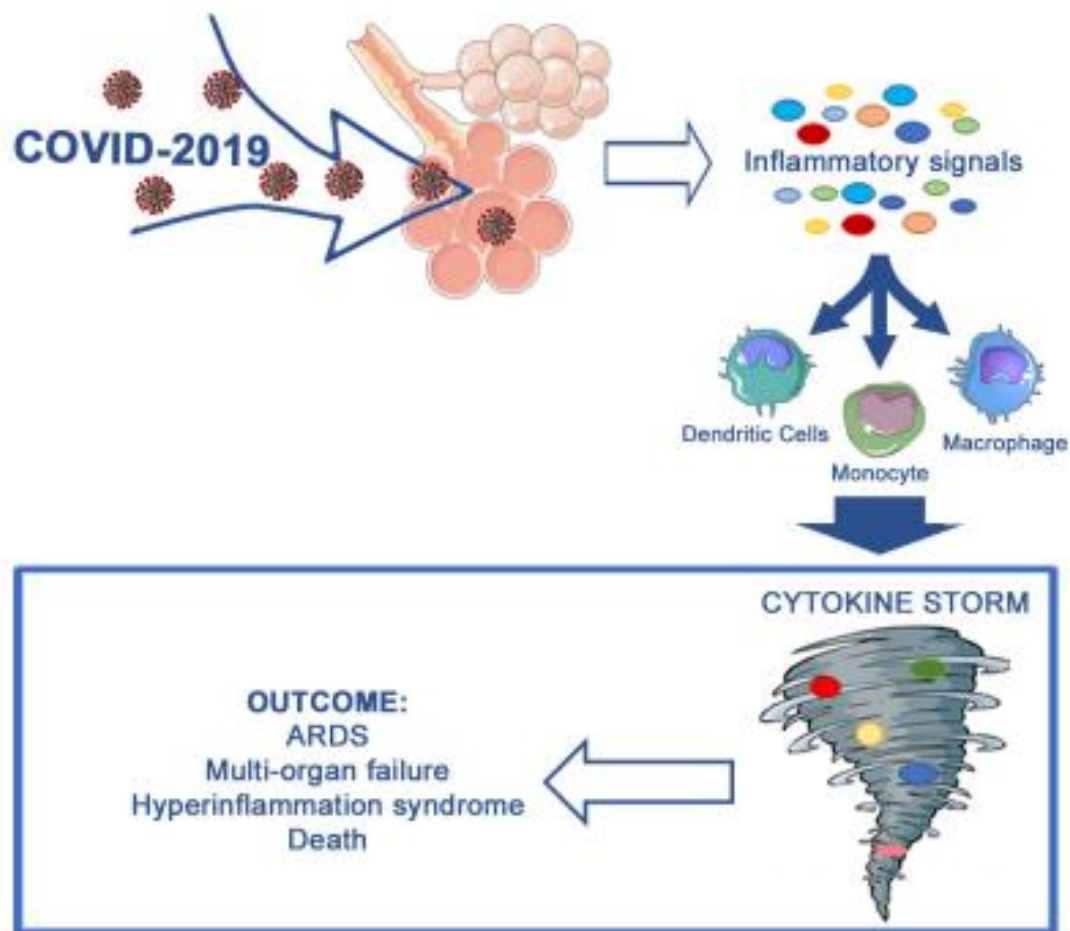 COVID-2019
Inflammatory signals
Dendritic Cells
Monocyte
Macrophage
CYTOKINE STORM
OUTCOME:
ARDS
Multi-organ failure
Hyperinflammation syndrome
Death